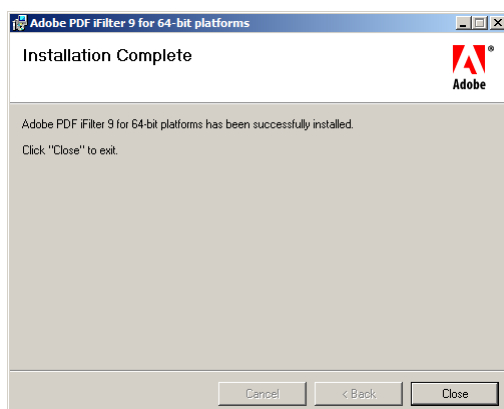 Adobe PDF iFilter 9 for 64-bit platforms
Installation Complete
®
Adobe
Adobe PDF iFilter 9 for 64-bit platforms has been successfully installed.
Click "Close" to exit.
Cancel
< Back
Close